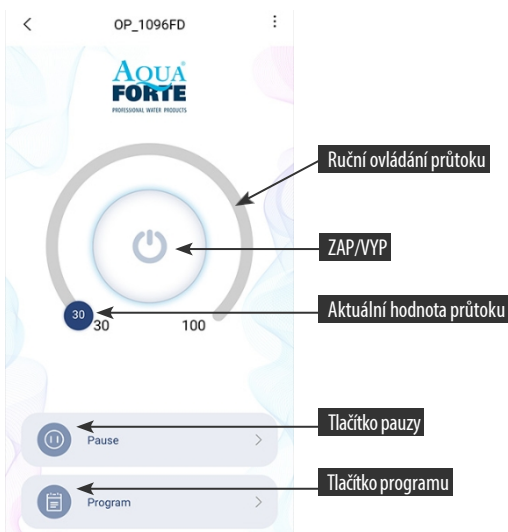 OP_1096FD
AQUA
FORTE
PROFESSIONAL WATER PRODUCTS
Ruční ovládání průtoku
ZAP/VYP
Aktuální hodnota průtoku
30
30
100
Tlačítko pauzy
Pause
Tlačítko programu
Program